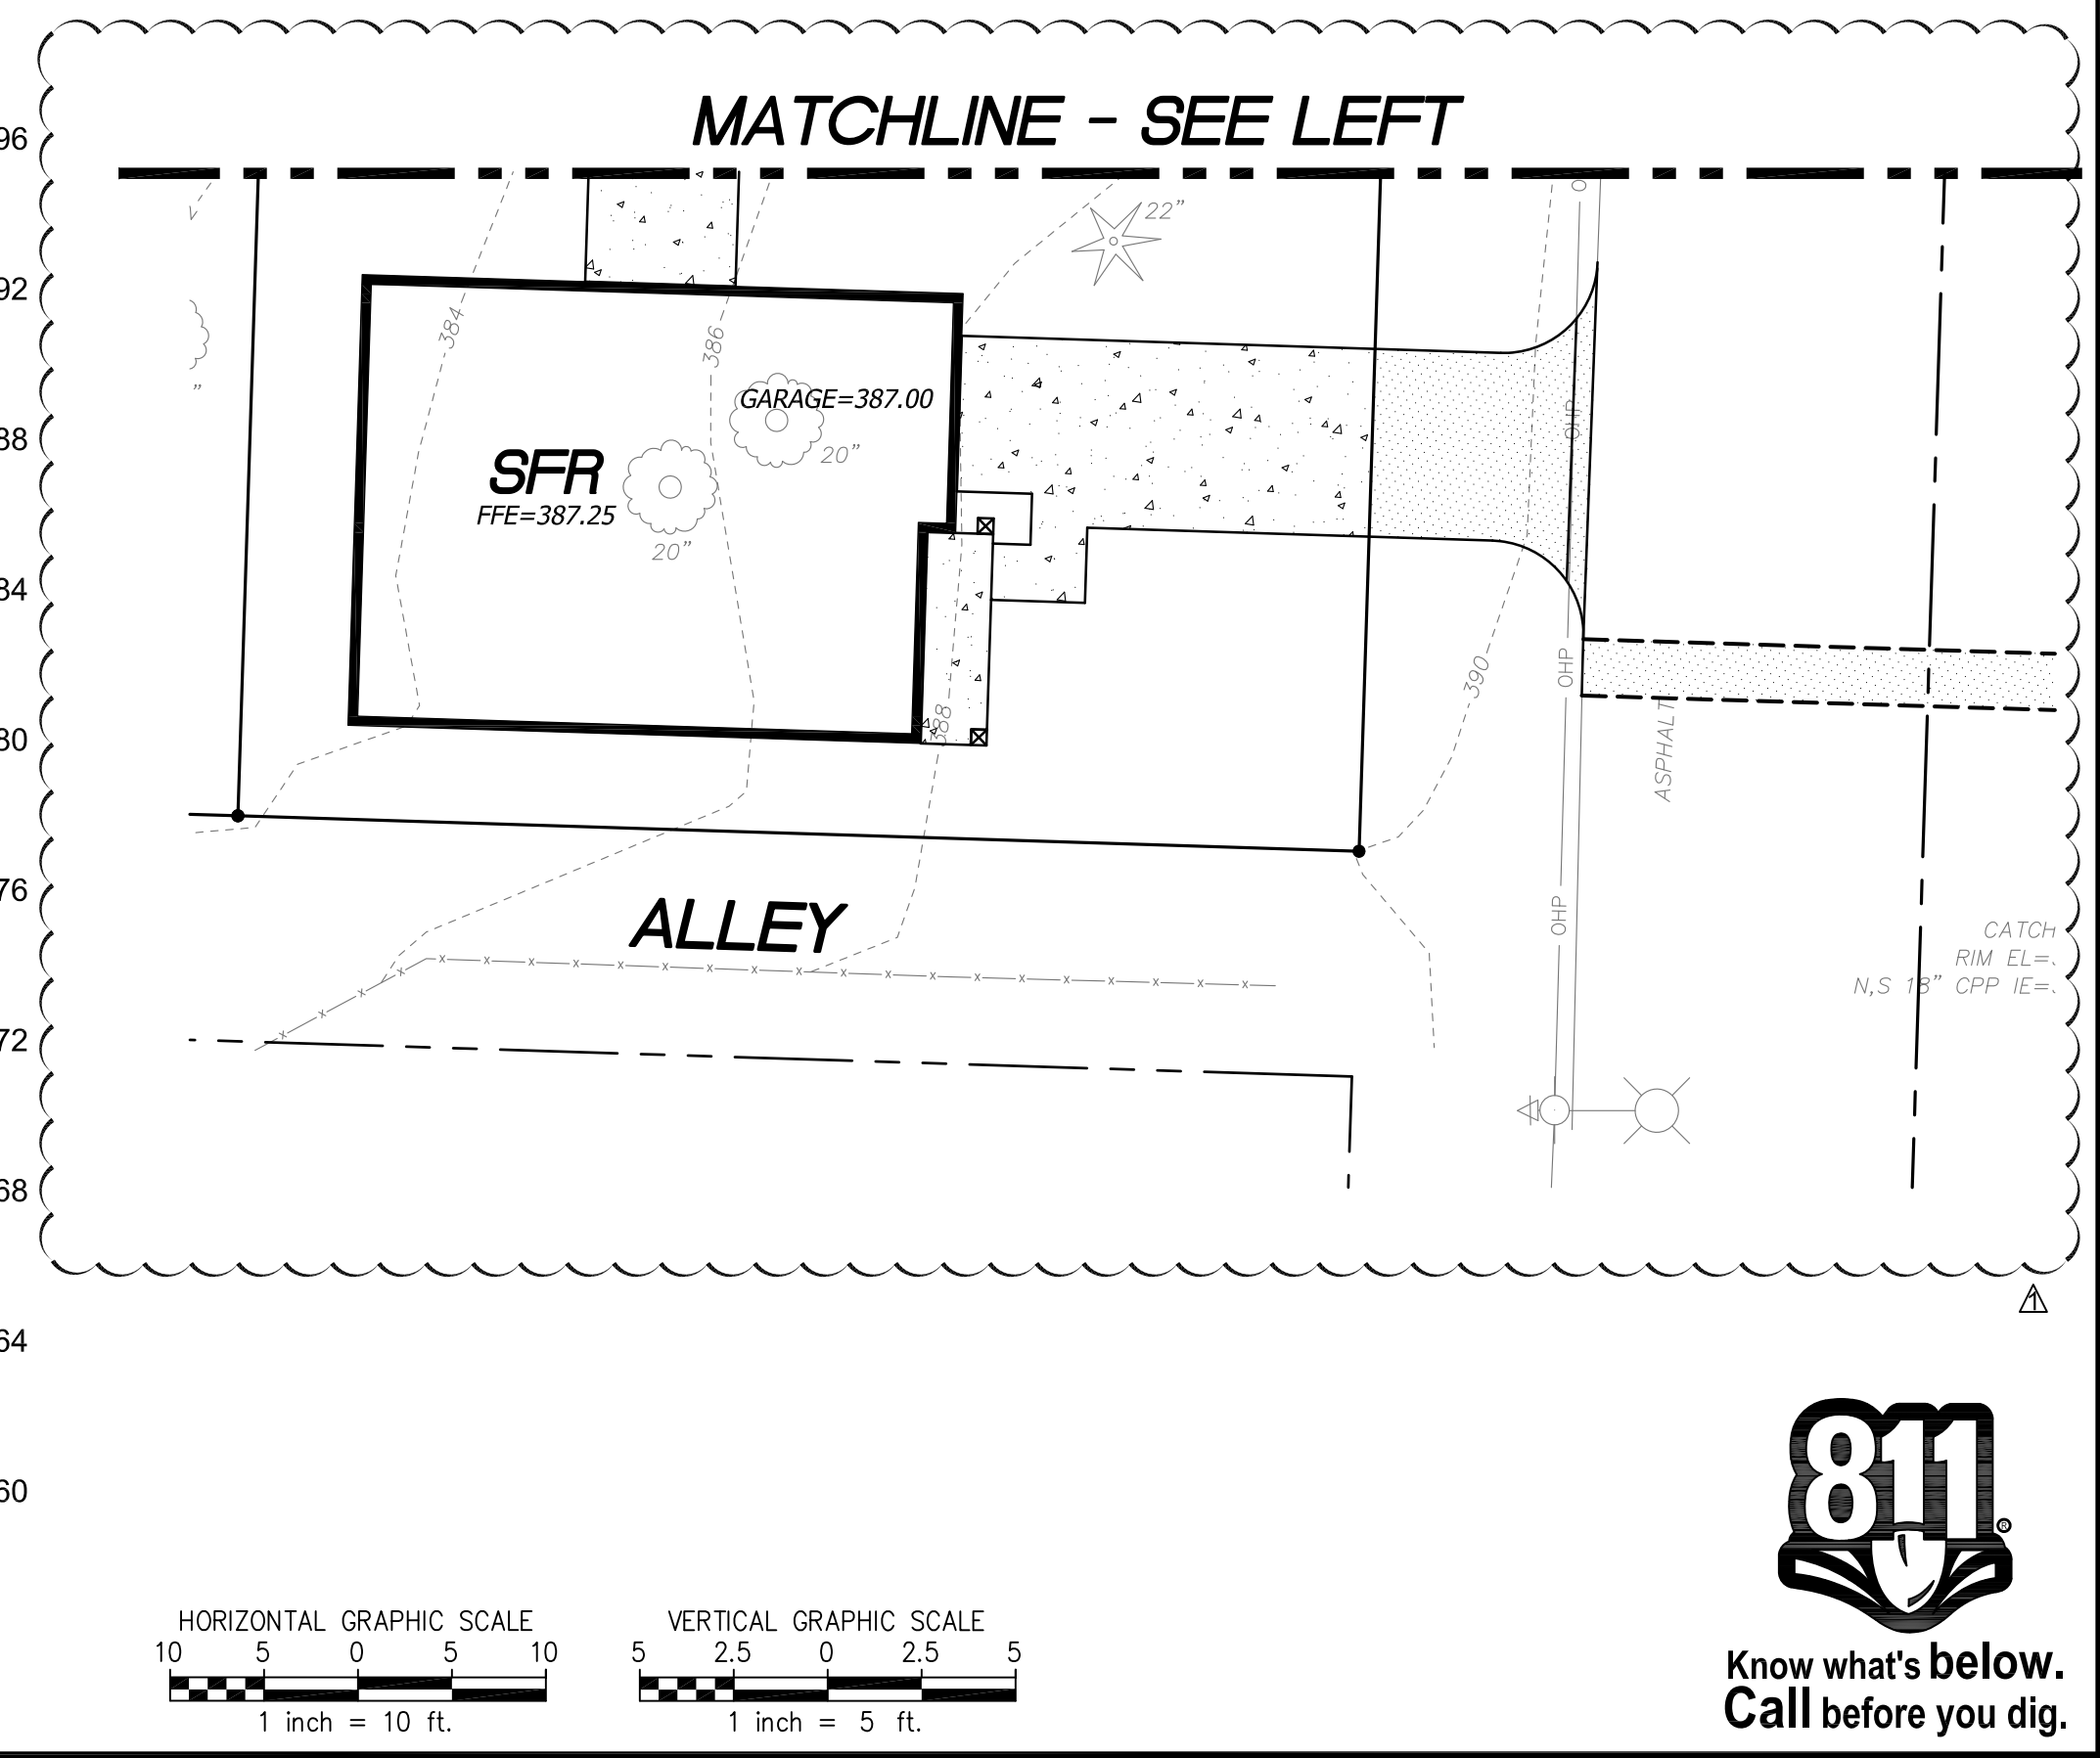 MATCHLINE - SEE LEFT
96
92
88
84
80
76
72
68
64
60
22"
384
386
GARAGE=387.00
20"
SFR
FFE=387.25
20"
"
OHP
OHP
OHP
388
390
ASPHALT
ALLEY
CATCH
RIM EL=
N,S 18" CPP IE=
1
811
®
Know what's below.
Call before you dig.
HORIZONTAL GRAPHIC SCALE
10 5 0 5 10
1 inch = 10 ft.
VERTICAL GRAPHIC SCALE
5 2.5 0 2.5 5
1 inch = 5 ft.